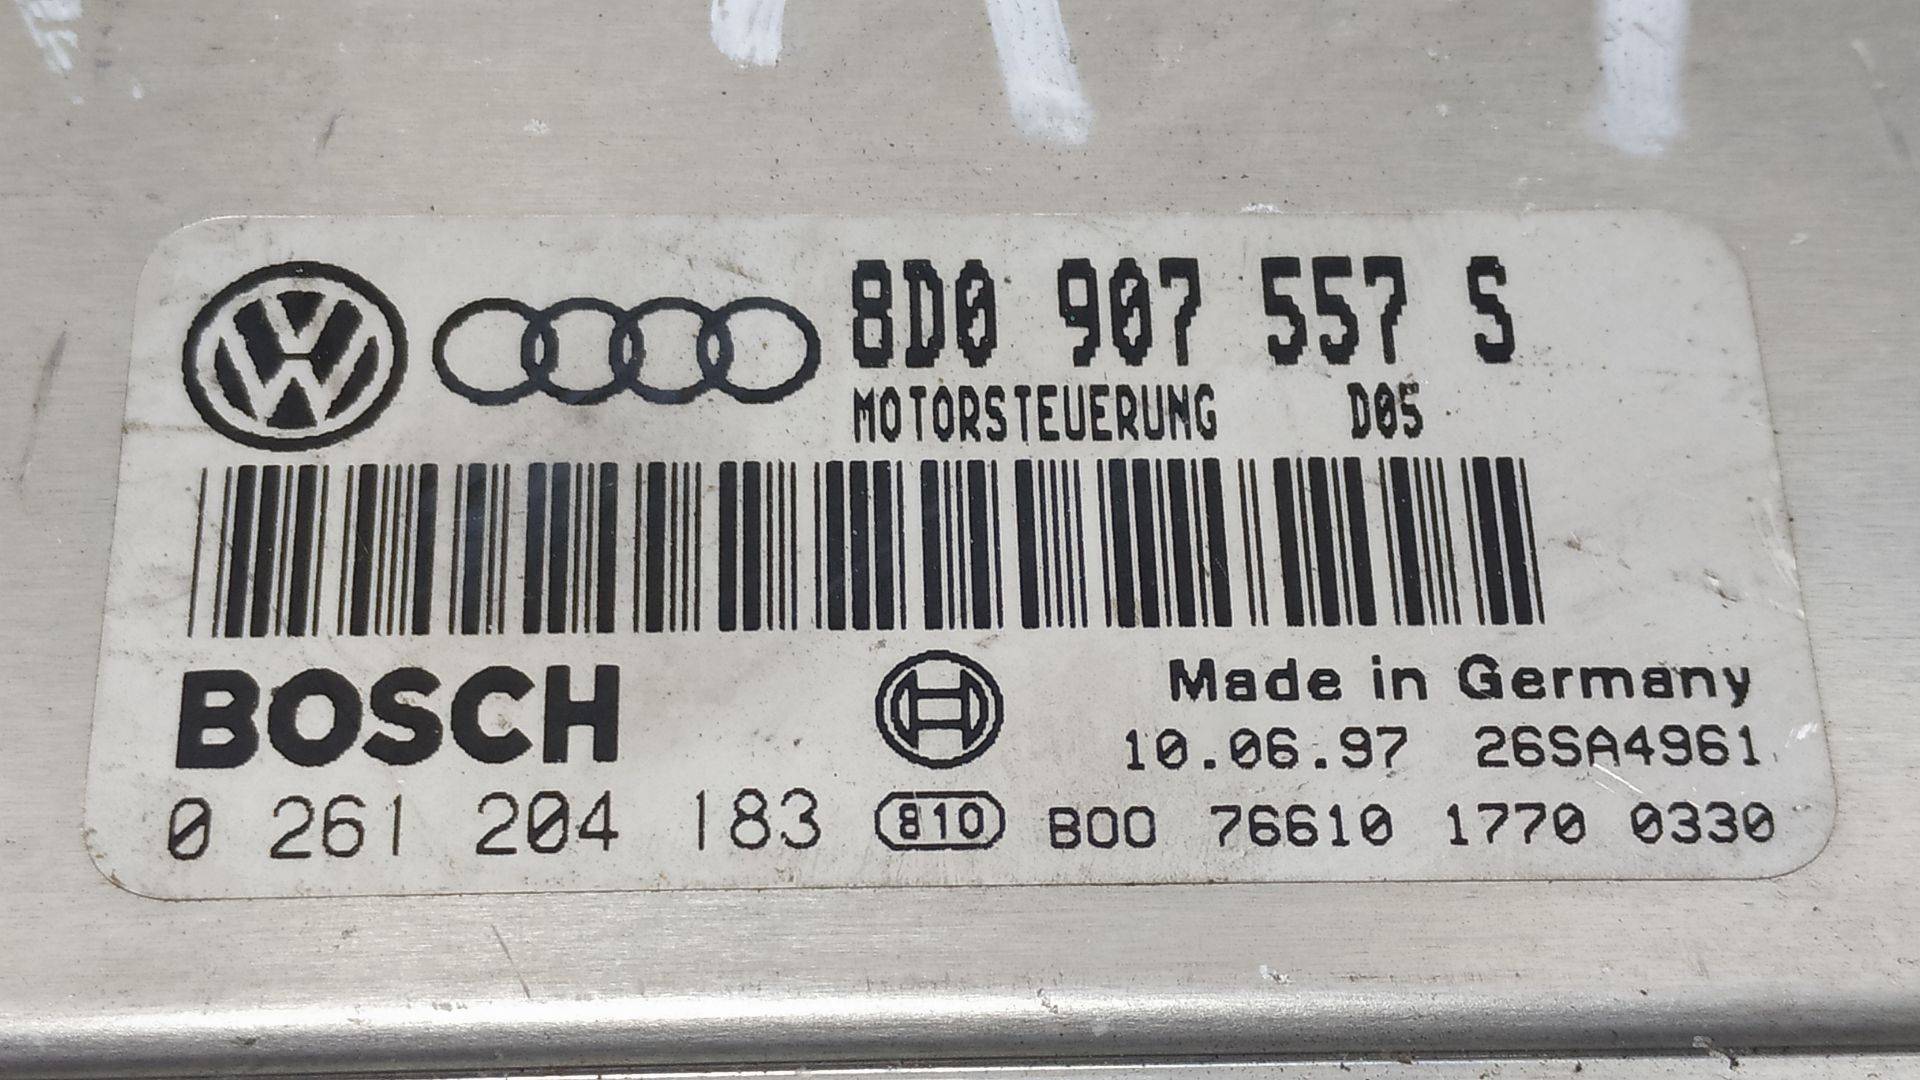 8D0 907 557 S
MOTORSTEUERUNG D05
BOSCH
Made in Germany
10.06.97 26SA4961
0 261 204 183 810 B00 76610 1770 0330